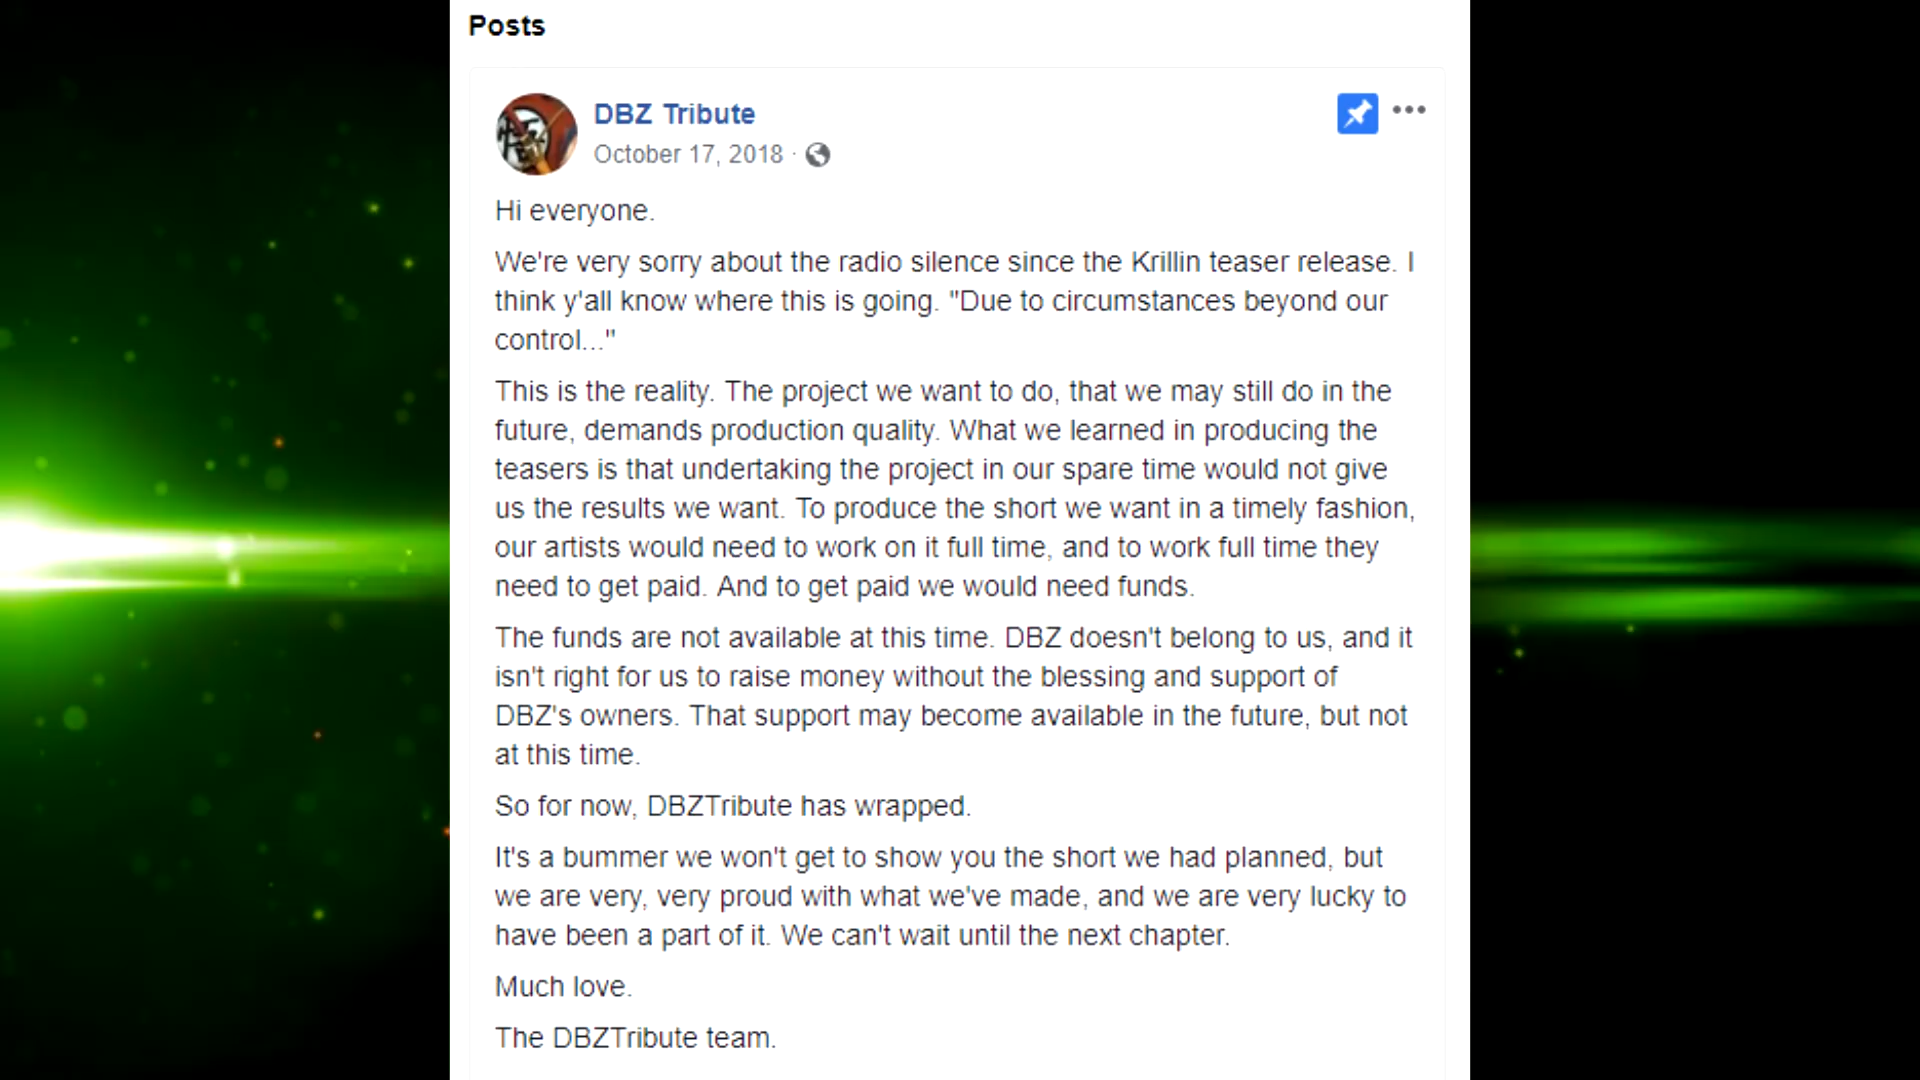 Posts
DBZ Tribute
October 17, 2018 ·
Hi everyone.
We're very sorry about the radio silence since the Krillin teaser release. I
think y'all know where this is going. "Due to circumstances beyond our
control..."
This is the reality. The project we want to do, that we may still do in the
future, demands production quality. What we learned in producing the
teasers is that undertaking the project in our spare time would not give
us the results we want. To produce the short we want in a timely fashion,
our artists would need to work on it full time, and to work full time they
need to get paid. And to get paid we would need funds.
The funds are not available at this time. DBZ doesn't belong to us, and it
isn't right for us to raise money without the blessing and support of
DBZ's owners. That support may become available in the future, but not
at this time.
So for now, DBZTribute has wrapped.
It's a bummer we won't get to show you the short we had planned, but
we are very, very proud with what we've made, and we are very lucky to
have been a part of it. We can't wait until the next chapter.
Much love.
The DBZTribute team.